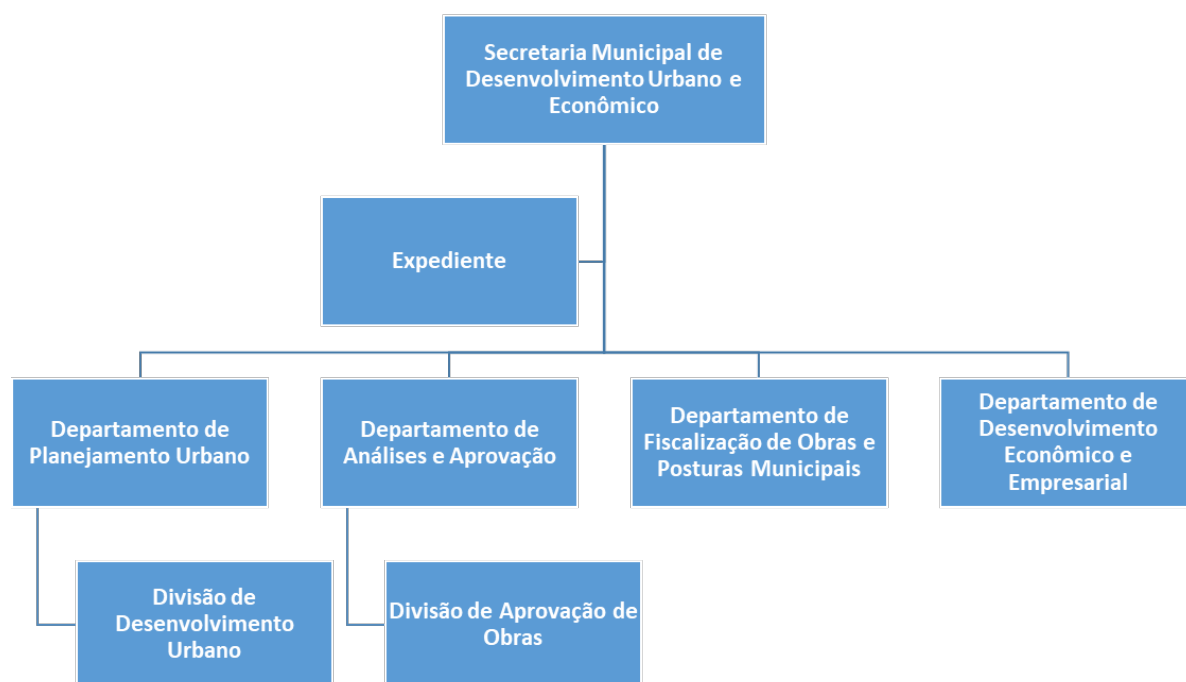 Secretaria Municipal de
Desenvolvimento Urbano e
Econômico
Expediente
Departamento de
Planejamento Urbano
Departamento de
Análises e Aprovação
Departamento de
Fiscalização de Obras e
Posturas Municipais
Departamento de
Desenvolvimento
Econômico e
Empresarial
Divisão de
Desenvolvimento
Urbano
Divisão de Aprovação de
Obras